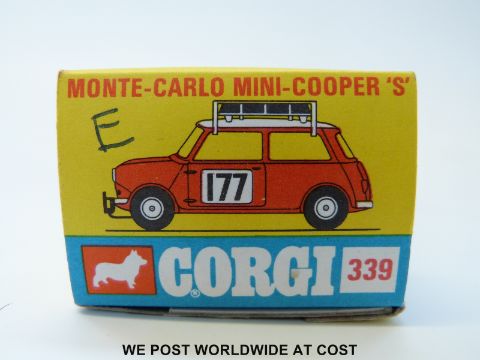 MONTE-CARLO MINI-COOPER 'S'
E
177
CORGI® 339
WE POST WORLDWIDE AT COST